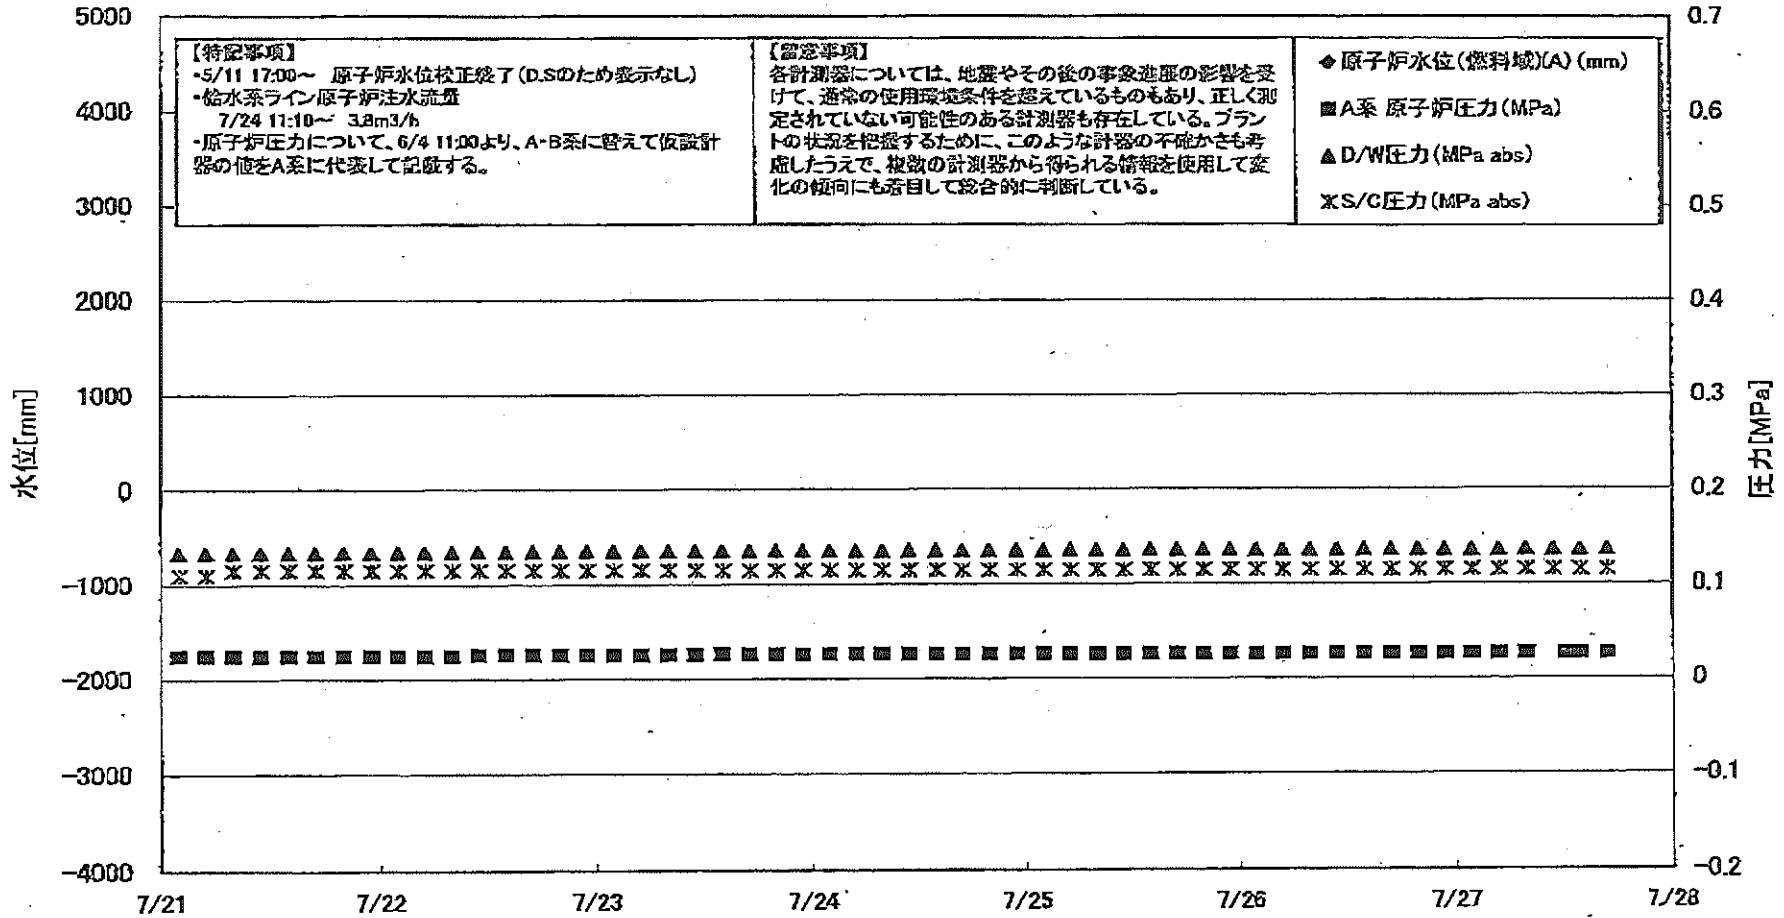 5000
4000
3000
2000
1000
0
-1000
-2000
-3000
-4000
水位[mm]
【特記事項】
・5/11 17:00~ 原子炉水位校正終了(D.Sのため表示なし)
・給水系ライン原子炉注水流量
7/24 11:10~ 3.8m3/h
・原子炉圧力について、6/4 11:00より、A・B系に替えて仮設計
器の値をA系に代表して記載する。
【留意事項】
各計測器については、地震やその後の事象進展の影響を受
けて、通常の使用環境条件を超えているものもあり、正しく測
定されていない可能性のある計測器も存在している。プラン
トの状況を把握するために、このような計器の不確かさも考
慮したうえで、複数の計測器から得られる情報を使用して変
化の傾向にも着目して総合的に判断している。
◆原子炉水位(燃料域)(A)(mm)
■A系 原子炉圧力(MPa)
▲D/W圧力(MPa abs)
S/C圧力(MPa abs)
0.7
0.6
0.5
0.4
0.3
0.2
0.1
0
-0.1
-0.2
圧力[MPa]
7/21
7/22
7/23
7/24
7/25
7/26
7/27
7/28